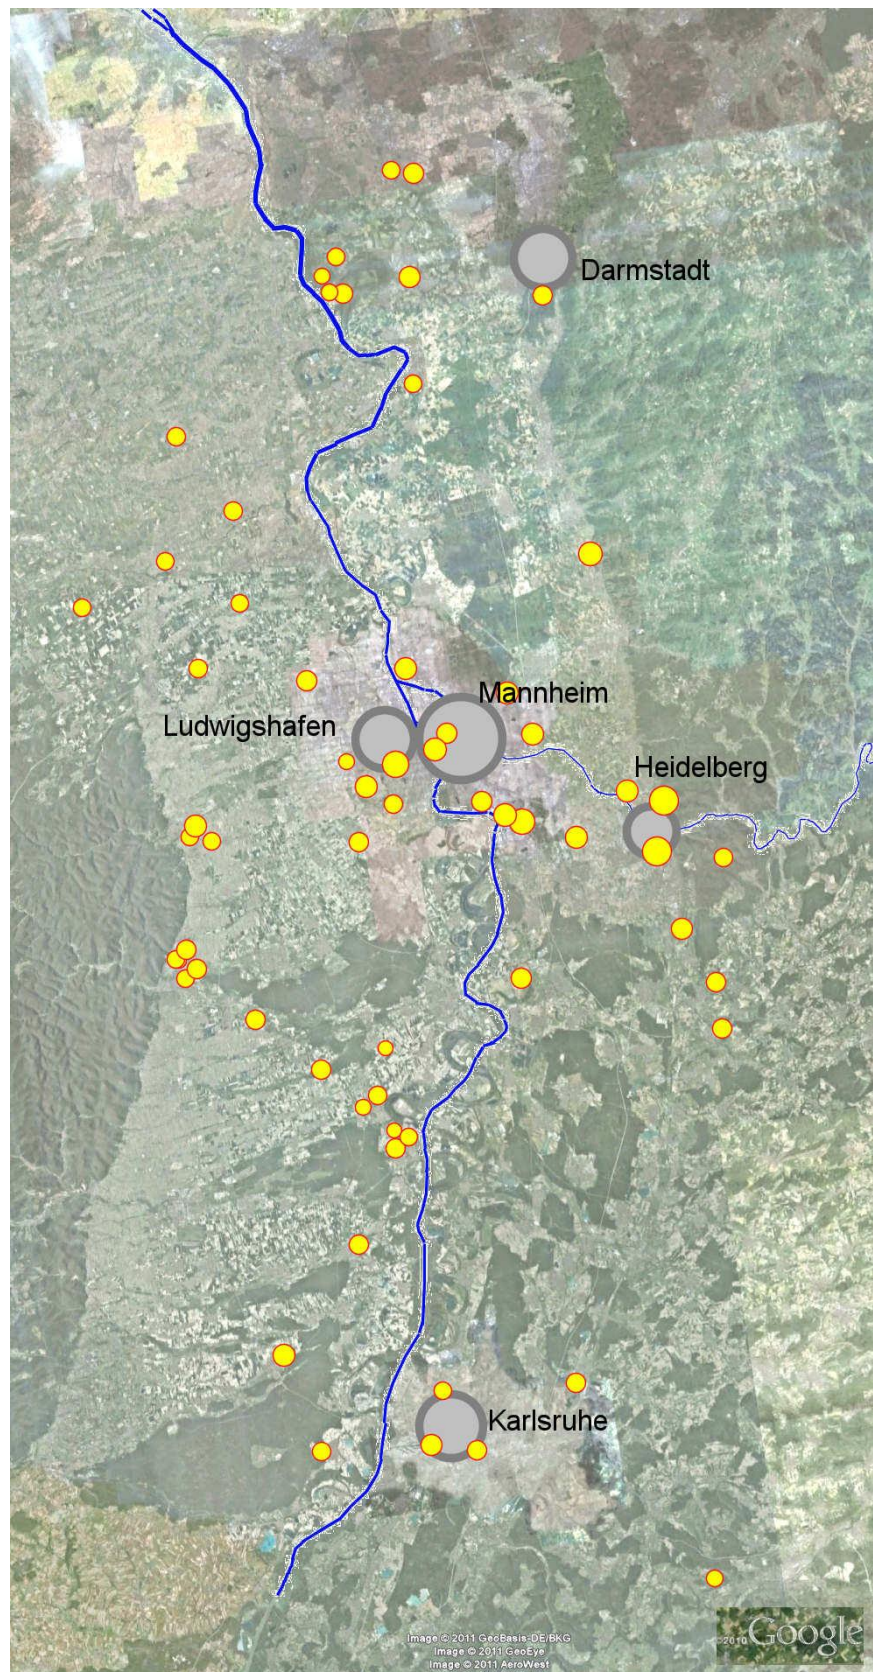 Darmstadt
Mannheim
Ludwigshafen
Heidelberg
Karlsruhe
Image © 2011 GeoBasis-DE/BKG
Image © 2011 GeoEye
Image © 2011 AeroWest
©2010 Google